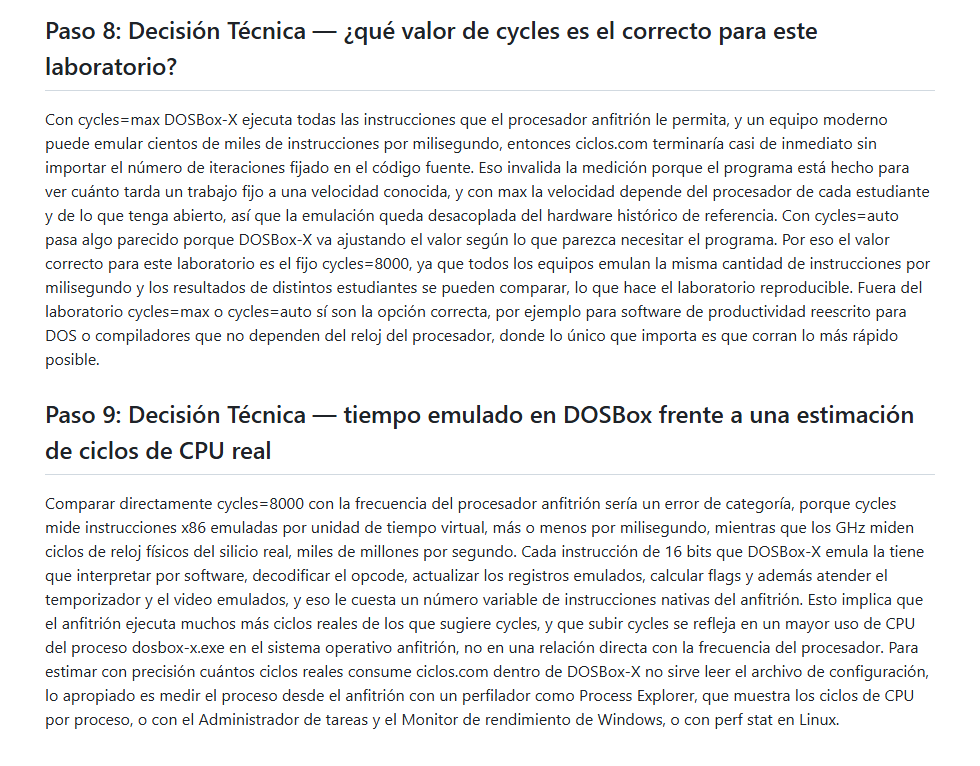 Paso 8: Decisión Técnica — ¿qué valor de cycles es el correcto para este
laboratorio?
Con cycles=max DOSBox-X ejecuta todas las instrucciones que el procesador anfitrión le permita, y un equipo moderno
puede emular cientos de miles de instrucciones por milisegundo, entonces ciclos.com terminaría casi de inmediato sin
importar el número de iteraciones fijado en el código fuente. Eso invalida la medición porque el programa está hecho para
ver cuánto tarda un trabajo fijo a una velocidad conocida, y con max la velocidad depende del procesador de cada estudiante
y de lo que tenga abierto, así que la emulación queda desacoplada del hardware histórico de referencia. Con cycles=auto
pasa algo parecido porque DOSBox-X va ajustando el valor según lo que parezca necesitar el programa. Por eso el valor
correcto para este laboratorio es el fijo cycles=8000, ya que todos los equipos emulan la misma cantidad de instrucciones por
milisegundo y los resultados de distintos estudiantes se pueden comparar, lo que hace el laboratorio reproducible. Fuera del
laboratorio cycles=max o cycles=auto sí son la opción correcta, por ejemplo para software de productividad reescrito para
DOS o compiladores que no dependen del reloj del procesador, donde lo único que importa es que corran lo más rápido
posible.
Paso 9: Decisión Técnica — tiempo emulado en DOSBox frente a una estimación
de ciclos de CPU real
Comparar directamente cycles=8000 con la frecuencia del procesador anfitrión sería un error de categoría, porque cycles
mide instrucciones x86 emuladas por unidad de tiempo virtual, más o menos por milisegundo, mientras que los GHz miden
ciclos de reloj físicos del silicio real, miles de millones por segundo. Cada instrucción de 16 bits que DOSBox-X emula la tiene
que interpretar por software, decodificar el opcode, actualizar los registros emulados, calcular flags y además atender el
temporizador y el video emulados, y eso le cuesta un número variable de instrucciones nativas del anfitrión. Esto implica que
el anfitrión ejecuta muchos más ciclos reales de los que sugiere cycles, y que subir cycles se refleja en un mayor uso de CPU
del proceso dosbox-x.exe en el sistema operativo anfitrión, no en una relación directa con la frecuencia del procesador. Para
estimar con precisión cuántos ciclos reales consume ciclos.com dentro de DOSBox-X no sirve leer el archivo de configuración,
lo apropiado es medir el proceso desde el anfitrión con un perfilador como Process Explorer, que muestra los ciclos de CPU
por proceso, o con el Administrador de tareas y el Monitor de rendimiento de Windows, o con perf stat en Linux.